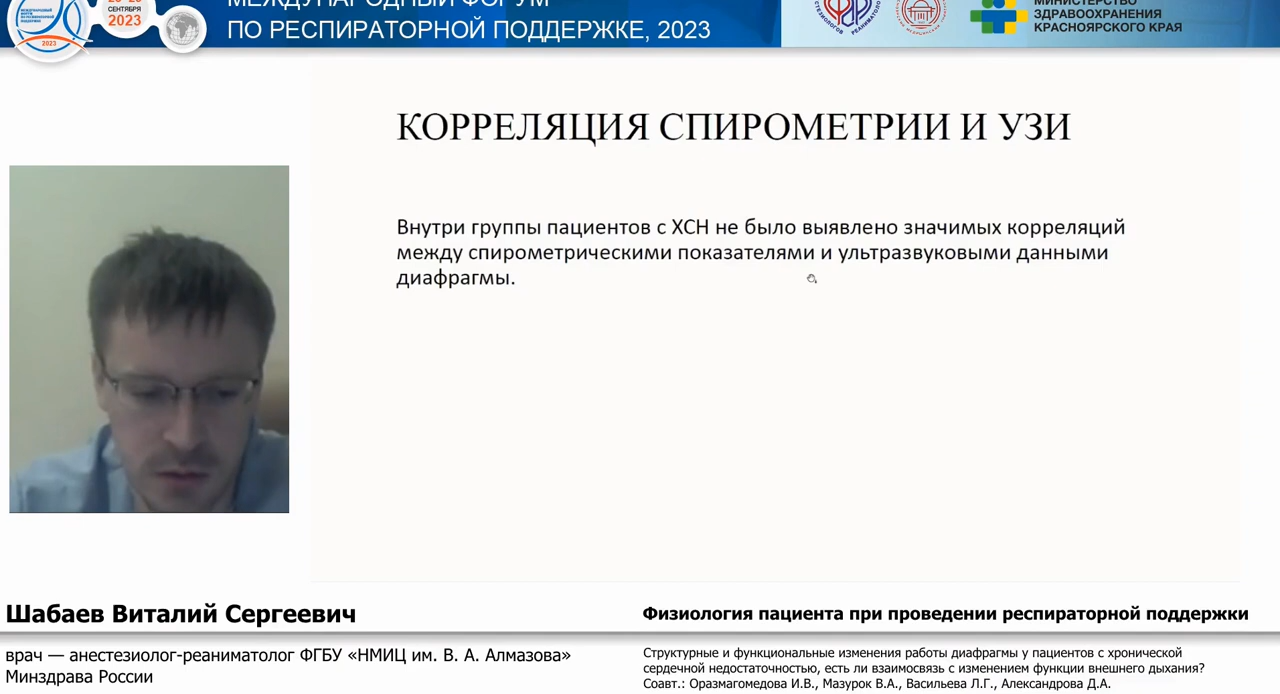 МЕЖДУНАРОДНЫЙ ФОРУМ
ПО РЕСПИРАТОРНОЙ ПОДДЕРЖКЕ, 2023
СЕНТЯБРЯ
2023
2023
МИНИСТЕРСТВО
ЗДРАВООХРАНЕНИЯ
КРАСНОЯРСКОГО КРАЯ
КОРРЕЛЯЦИЯ СПИРОМЕТРИИ И УЗИ
Внутри группы пациентов с ХСН не было выявлено значимых корреляций
между спирометрическими показателями и ультразвуковыми данными
диафрагмы.
Шабаев Виталий Сергеевич
врач — анестезиолог-реаниматолог ФГБУ «НМИЦ им. В. А. Алмазова»
Минздрава России
Физиология пациента при проведении респираторной поддержки
Структурные и функциональные изменения работы диафрагмы у пациентов с хронической
сердечной недостаточностью, есть ли взаимосвязь с изменением функции внешнего дыхания?
Соавт.: Оразмагомедова И.В., Мазурок В.А., Васильева Л.Г., Александрова Д.А.